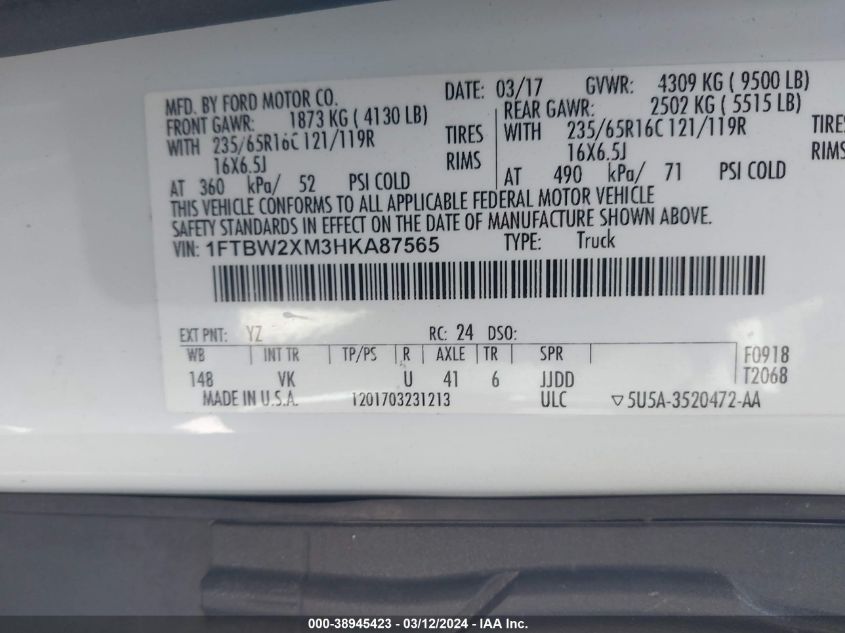 MFD. BY FORD MOTOR CO. DATE: 03/17 GVWR: 4309 KG ( 9500 LB)
FRONT GAWR: 1873 KG ( 4130 LB) REAR GAWR: 2502 KG ( 5515 LB)
WITH 235/65R16C 121/119R TIRES WITH 235/65R16C 121/119R TIRES
16X6.5J RIMS 16X6.5J RIMS
AT 360 kPa/ 52 PSI COLD AT 490 kPa/ 71 PSI COLD
THIS VEHICLE CONFORMS TO ALL APPLICABLE FEDERAL MOTOR VEHICLE
SAFETY STANDARDS IN EFFECT ON THE DATE OF MANUFACTURE SHOWN ABOVE.
VIN: 1FTBW2XM3HKA87565 TYPE: Truck
EXT PNT: YZ RC: 24 DSO:
WB INT TR TP/PS R AXLE TR SPR F0918
148 VK U 41 6 JJDD T2068
MADE IN U.S.A. 1201703231213 ULC ▽5U5A-3520472-AA
000-38945423 - 03/12/2024 - IAA Inc.